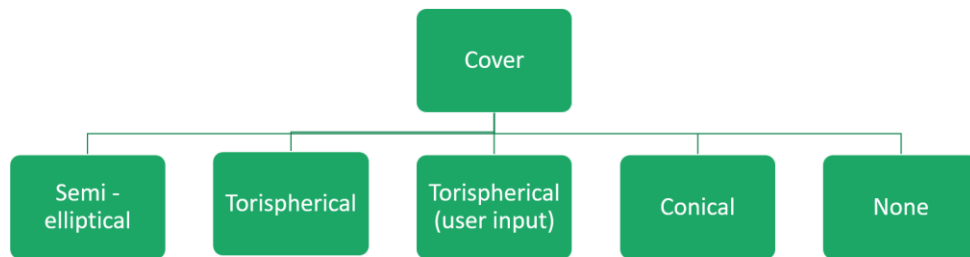 Cover
Semi -
elliptical
Torispherical
Torispherical
(user input)
Conical
None